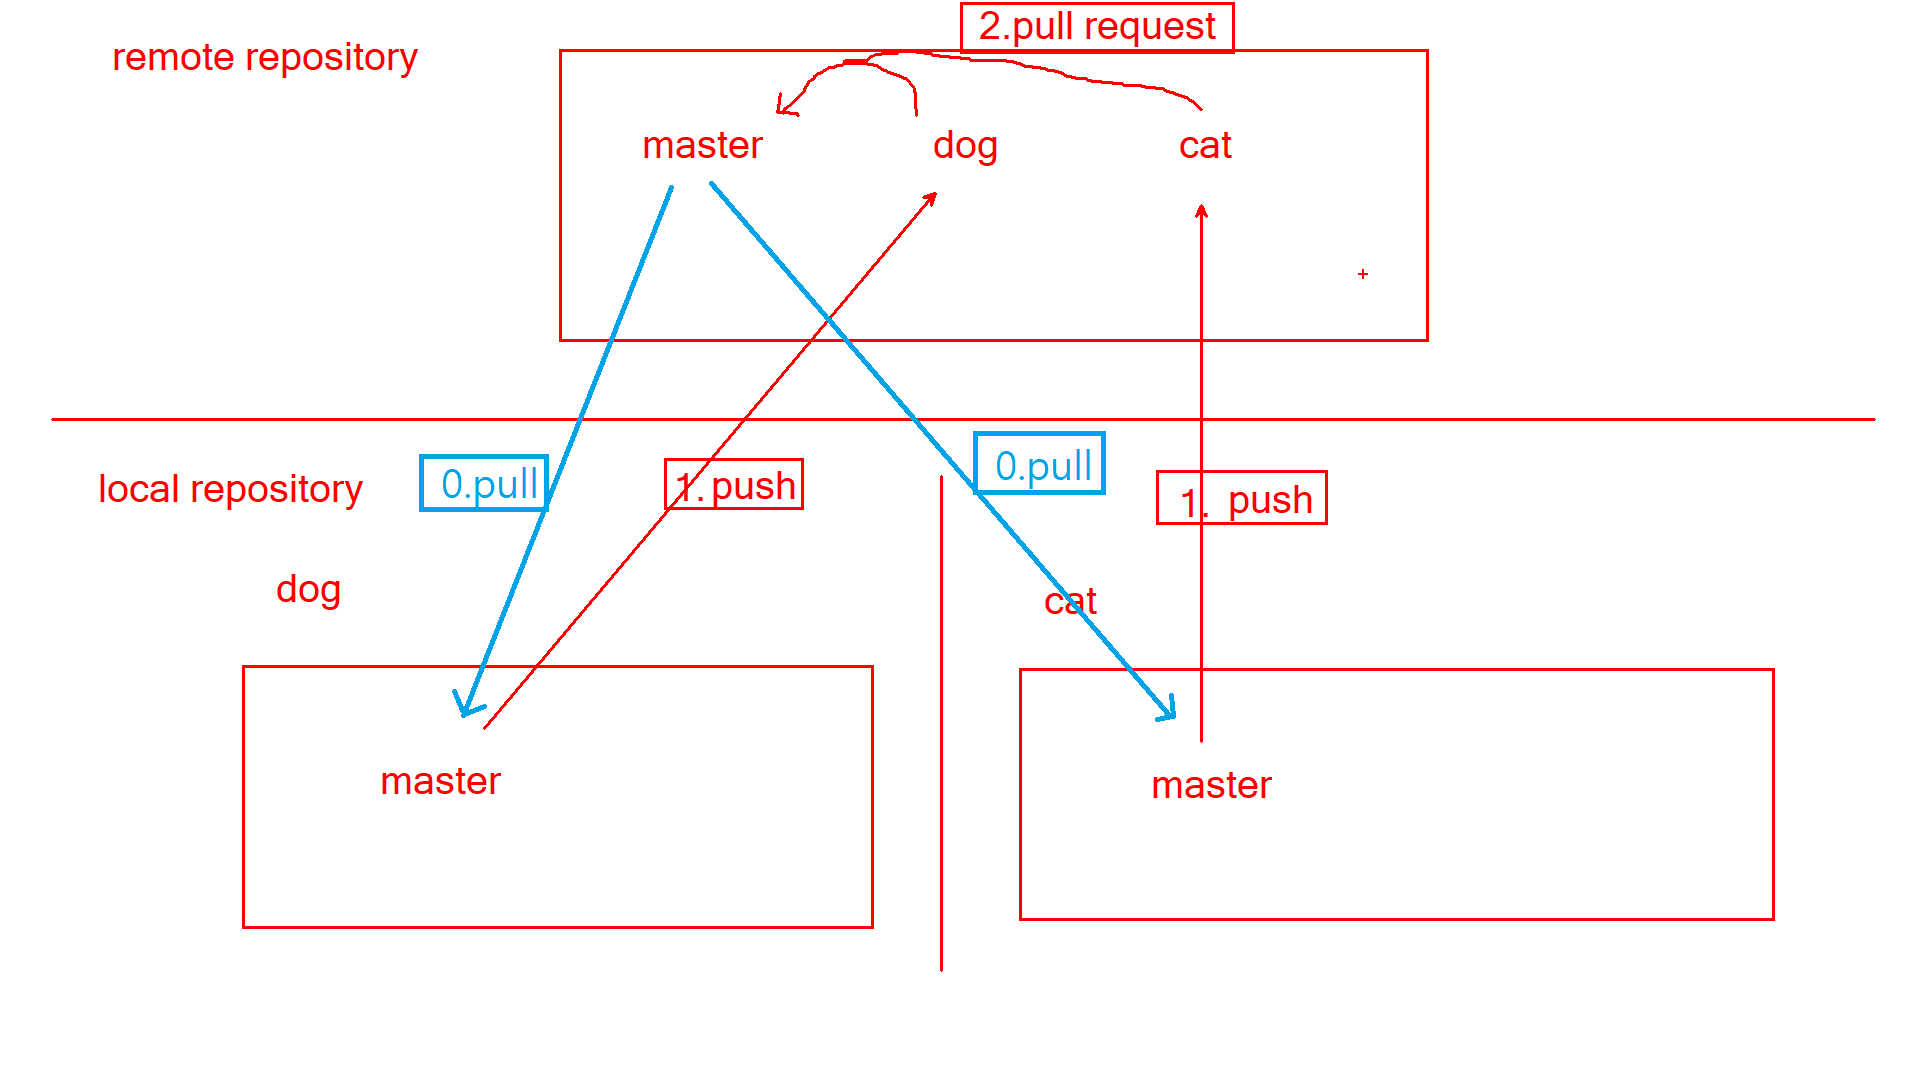 2.pull request
remote repository
master dog cat
local repository
0.pull
1. push
0.pull
1. push
dog
cat
master
master